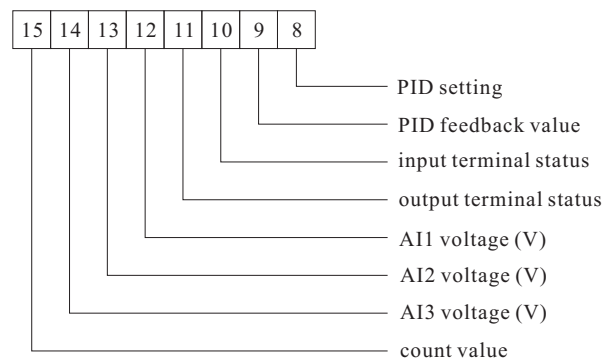 15 14 13 12 11 10 9 8
PID setting
PID feedback value
input terminal status
output terminal status
AI1 voltage (V)
AI2 voltage (V)
AI3 voltage (V)
count value